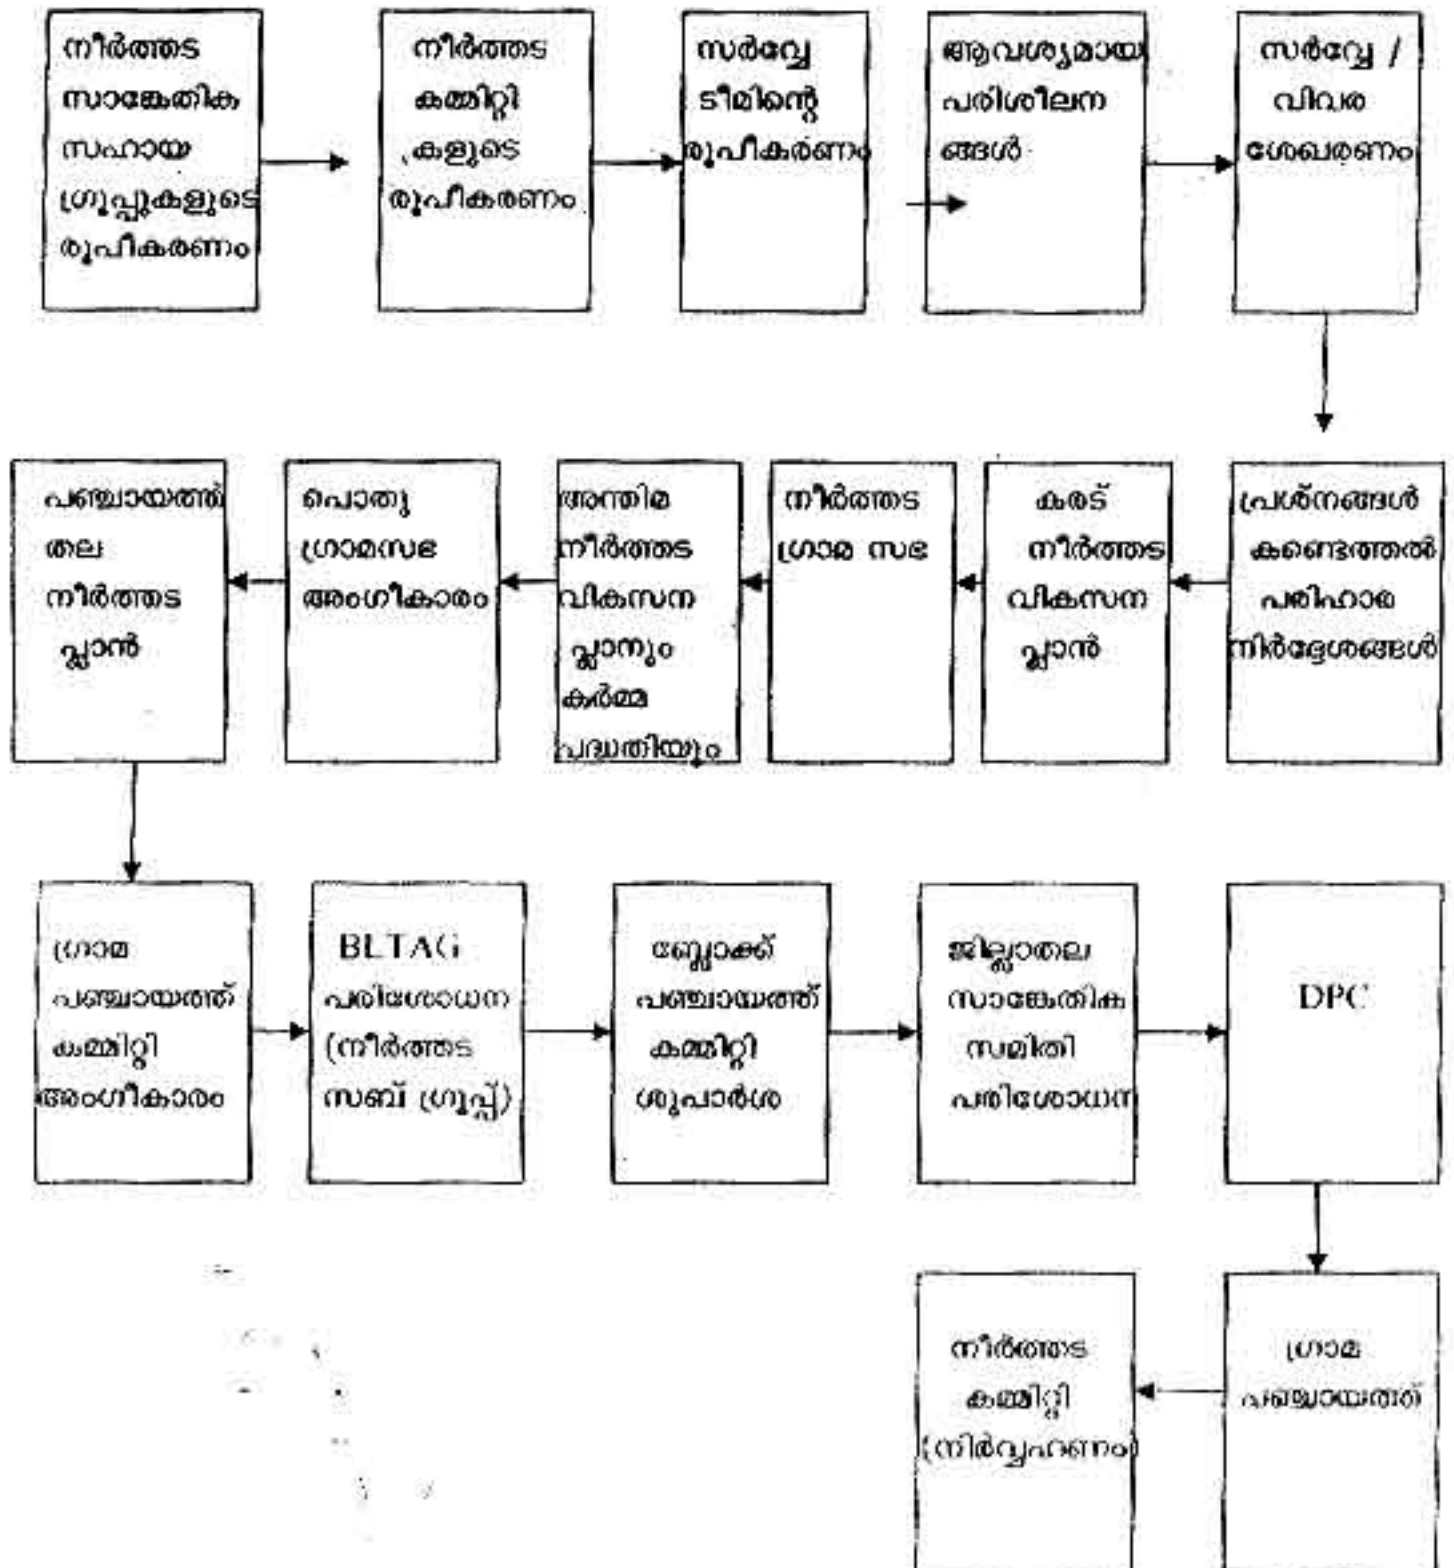 നീർത്തട
സാങ്കേതിക
സഹായ
ഗ്രൂപ്പുകളുടെ
രൂപീകരണം
നീർത്തട
കമ്മിറ്റി
കളുടെ
രൂപീകരണം
സർവ്വേ
ടീമിന്റെ
രൂപീകരണം
ആവശ്യമായ
പരിശീലന
ങ്ങൾ
സർവ്വേ /
വിവര
ശേഖരണം
പ്രശ്നങ്ങൾ
കണ്ടെത്തൽ
പരിഹാര
നിർദ്ദേശങ്ങൾ
കരട്
നീർത്തട
വികസന
പ്ലാൻ
നീർത്തട
ഗ്രാമ സഭ
അന്തിമ
നീർത്തട
വികസന
പ്ലാനും
കർമ്മ
പദ്ധതിയും
പൊതു
ഗ്രാമസഭ
അംഗീകാരം
പഞ്ചായത്ത്
തല
നീർത്തട
പ്ലാൻ
ഗ്രാമ
പഞ്ചായത്ത്
കമ്മിറ്റി
അംഗീകാരം
BLTAG
പരിശോധന
(നീർത്തട
സബ് ഗ്രൂപ്പ്)
ബ്ലോക്ക്
പഞ്ചായത്ത്
കമ്മിറ്റി
ശുപാർശ
ജില്ലാതല
സാങ്കേതിക
സമിതി
പരിശോധന
DPC
ഗ്രാമ
പഞ്ചായത്ത്
നീർത്തട
കമ്മിറ്റി
(നിർവ്വഹണം)